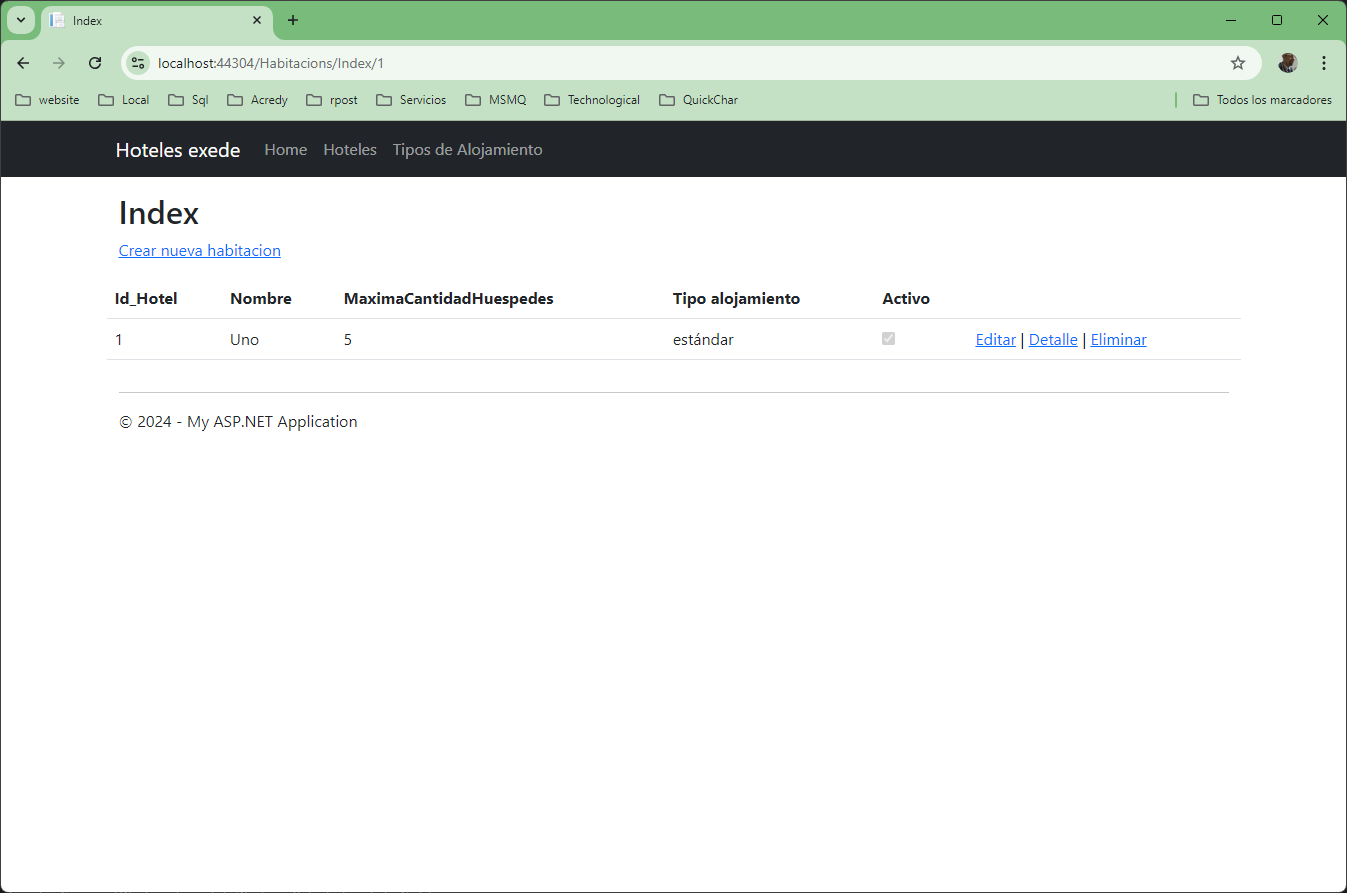 Index
localhost:44304/Habitacions/Index/1
website Local Sql Acredy rpost Servicios MSMQ Technological QuickChar Todos los marcadores
Hoteles exede Home Hoteles Tipos de Alojamiento
Index
Crear nueva habitacion
Id_Hotel Nombre MaximaCantidadHuespedes Tipo alojamiento Activo
1 Uno 5 estándar Editar | Detalle | Eliminar
© 2024 - My ASP.NET Application